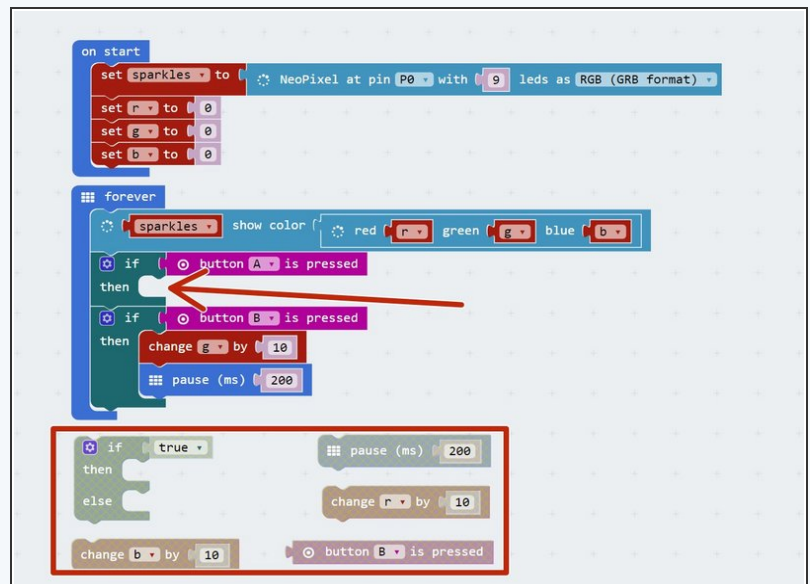 on start
set sparkles to NeoPixel at pin P0 with 9 leds as RGB (GRB format)
set r to 0
set g to 0
set b to 0
forever
sparkles show color red r green g blue b
if button A is pressed
then
if button B is pressed
then change g by 10
pause (ms) 200
if true
then
else
pause (ms) 200
change r by 10
change b by 10
button B is pressed